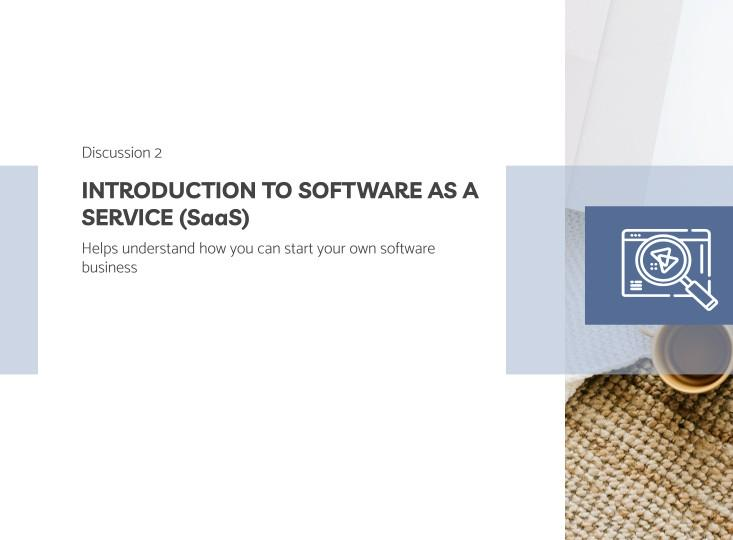 Discussion 2
INTRODUCTION TO SOFTWARE AS A
SERVICE (SaaS)
Helps understand how you can start your own software
business